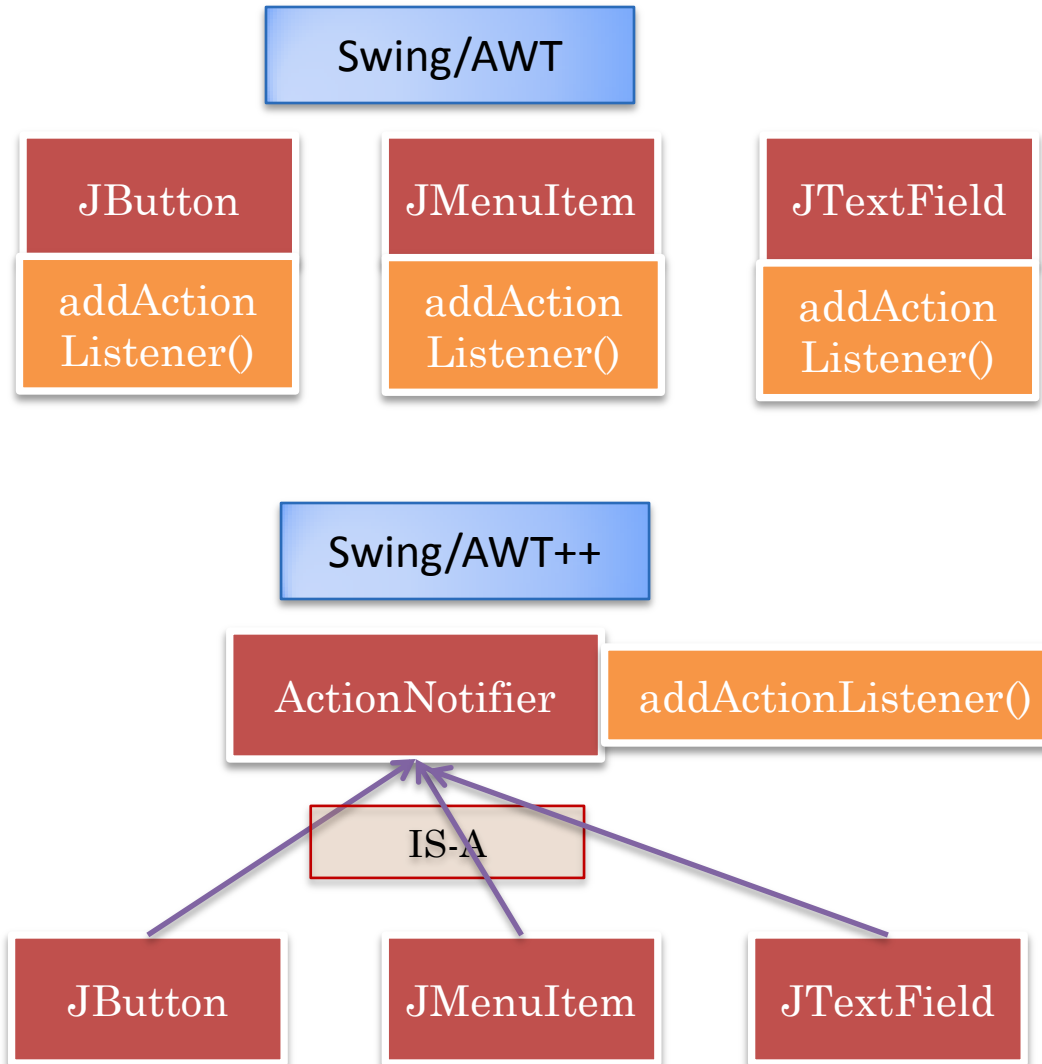 Swing/AWT
JButton
JMenuItem
JTextField
addAction
Listener()
addAction
Listener()
addAction
Listener()
Swing/AWT++
ActionNotifier
addActionListener()
IS-A
JButton
JMenuItem
JTextField